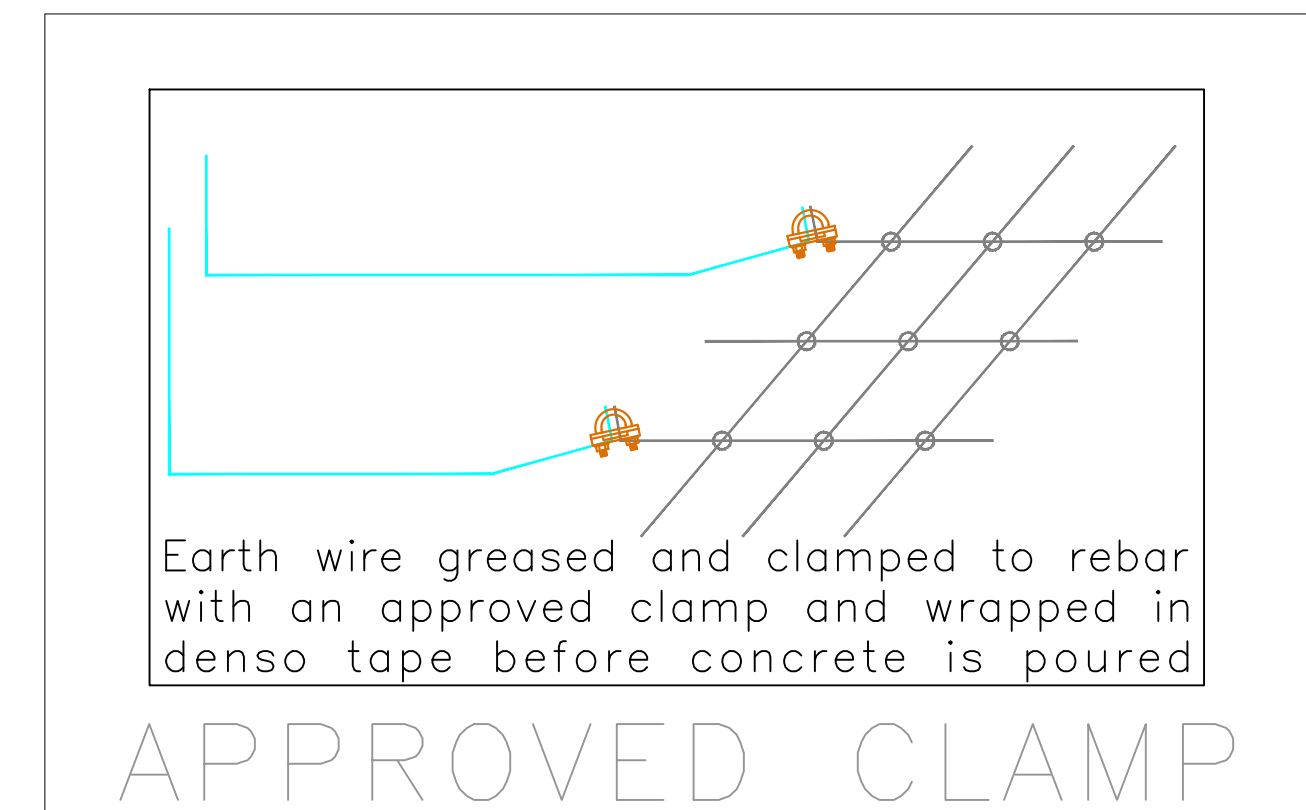 Earth wire greased and clamped to rebar
with an approved clamp and wrapped in
denso tape before concrete is poured
APPROVED CLAMP